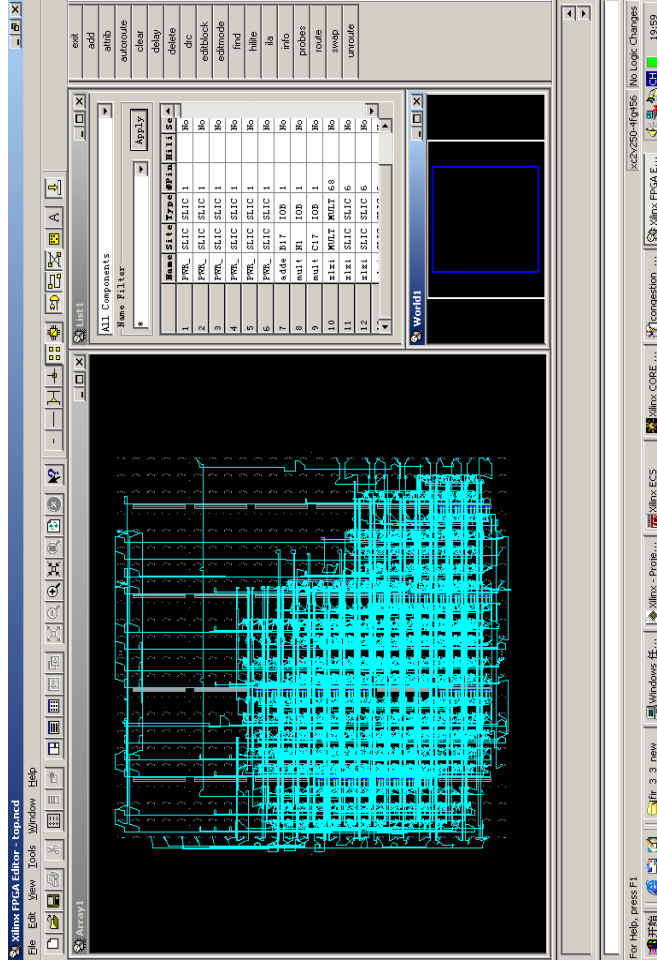 Xilinx FPGA Editor - top.ncd
File Edit View Tools Window Help
Array1
List1
All Components
Name Filter
*
Apply
Name Site Type #Pin Hili Se
1 PWR_ SLIC SLIC 1 No
2 PWR_ SLIC SLIC 1 No
3 PWR_ SLIC SLIC 1 No
4 PWR_ SLIC SLIC 1 No
5 PWR_ SLIC SLIC 1 No
6 PWR_ SLIC SLIC 1 No
7 adde B17 IOB 1 No
8 mult N1 IOB 1 No
9 mult C17 IOB 1 No
10 xlxi MULT MULT 68 No
11 xlxi SLIC SLIC 6 No
12 xlxi SLIC SLIC 6 No
World1
exit
add
attrib
autoroute
clear
delay
delete
drc
editblock
editmode
find
hilite
ila
info
probes
route
swap
unroute
For Help, press F1
xc2v250-4fg456 No Logic Changes
开始
fir_3_3_new
Windows 任...
Xilinx - Proje...
Xilinx ECS
Xilinx CORE ...
congestion ...
Xilinx FPGA E...
CH
19:59